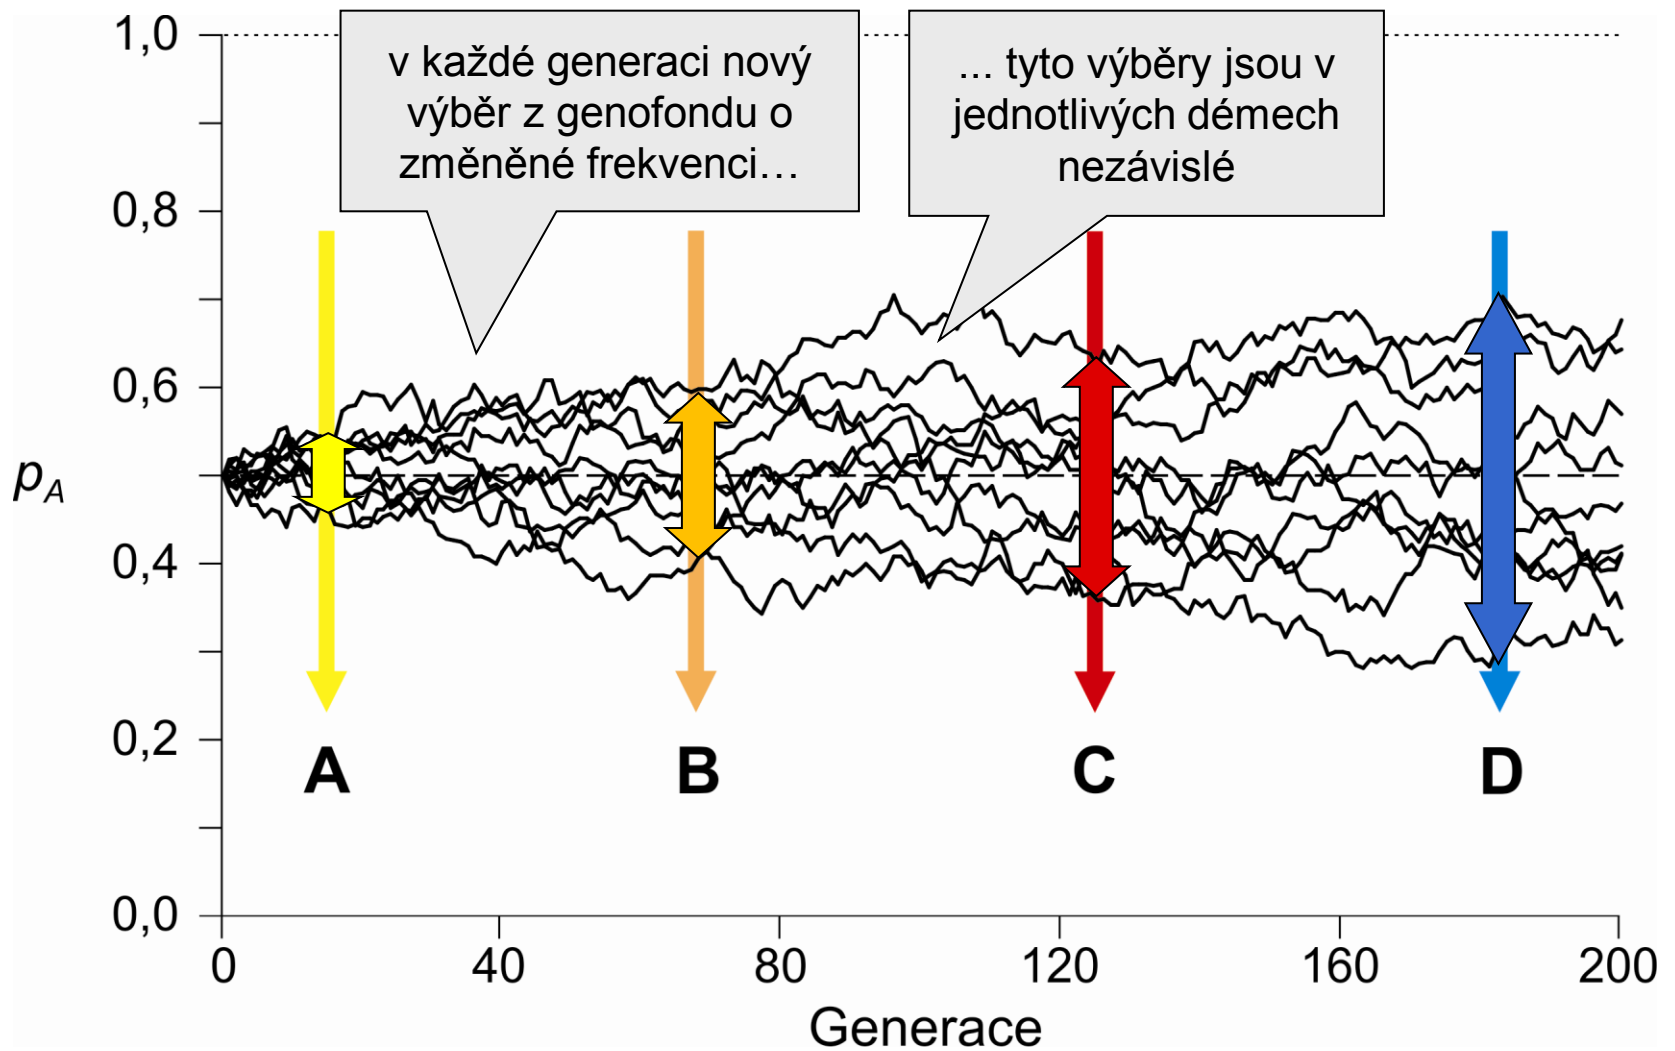 v každé generaci nový
výběr z genofondu o
změněné frekvenci…
... tyto výběry jsou v
jednotlivých démech
nezávislé
1,0
0,8
0,6
0,4
0,2
0,0
pA
A
B
C
D
0
40
80
120
160
200
Generace